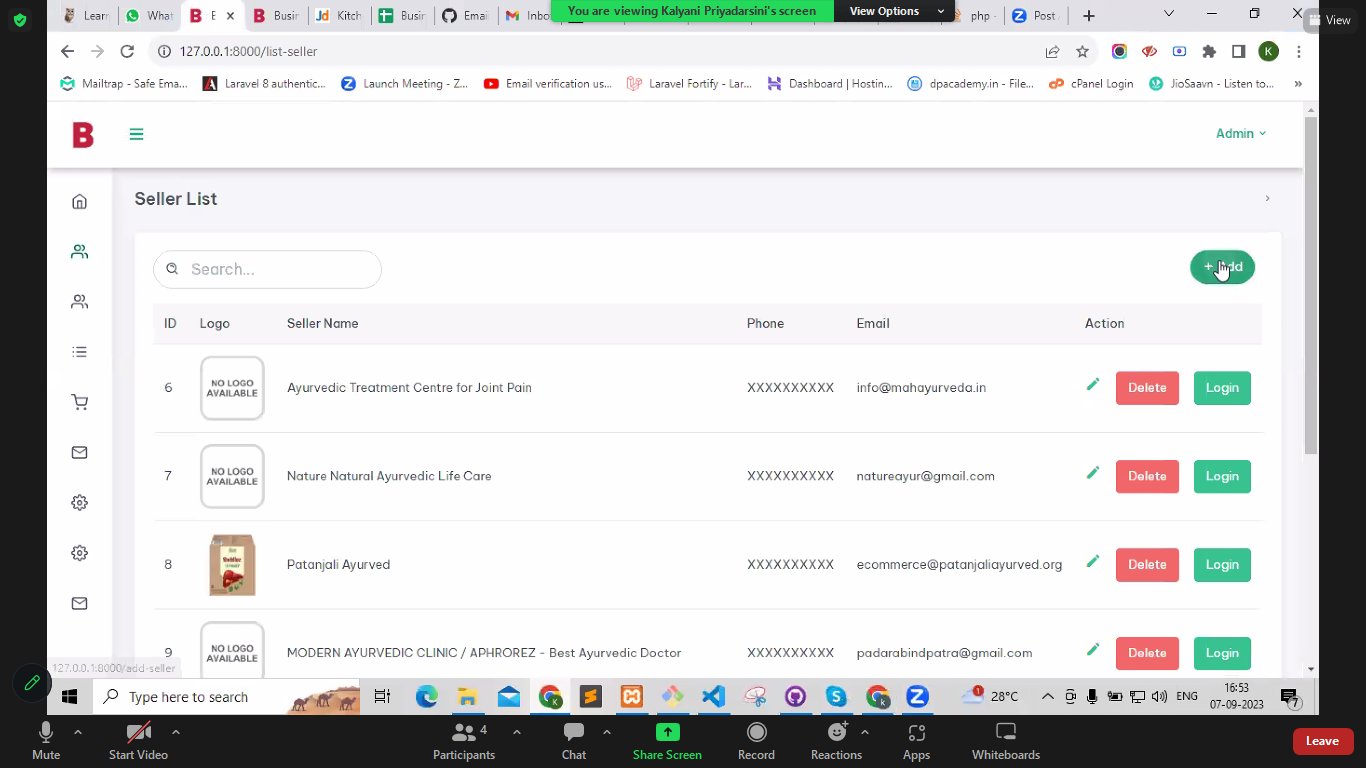 Learr
What
B
E
B
Busir
Jd
Kitch
Busir
Emai
Inbo
You are viewing Kalyani Priyadarsini's screen
View Options
php -
Post
View
127.0.0.1:8000/list-seller
K
Mailtrap - Safe Ema...
Laravel 8 authentic...
Launch Meeting - Z...
Email verification us...
Laravel Fortify - Lar...
Dashboard | Hostin...
dpacademy.in - File...
cPanel Login
JioSaavn - Listen to...
»
B
Admin
Seller List
Search...
+ Add
ID Logo Seller Name Phone Email Action
6 NO LOGO AVAILABLE Ayurvedic Treatment Centre for Joint Pain XXXXXXXXXX info@mahayurveda.in Delete Login
7 NO LOGO AVAILABLE Nature Natural Ayurvedic Life Care XXXXXXXXXX natureayur@gmail.com Delete Login
8 Patanjali Ayurved XXXXXXXXXX ecommerce@patanjaliayurved.org Delete Login
9 NO LOGO AVAILABLE MODERN AYURVEDIC CLINIC / APHROREZ - Best Ayurvedic Doctor XXXXXXXXXX padarabindpatra@gmail.com Delete Login
127.0.0.1:8000/add-seller
Type here to search
1
28°C
ENG
16:53
07-09-2023
7
Mute
Start Video
Participants
4
Chat
Share Screen
Record
Reactions
Apps
Whiteboards
Leave